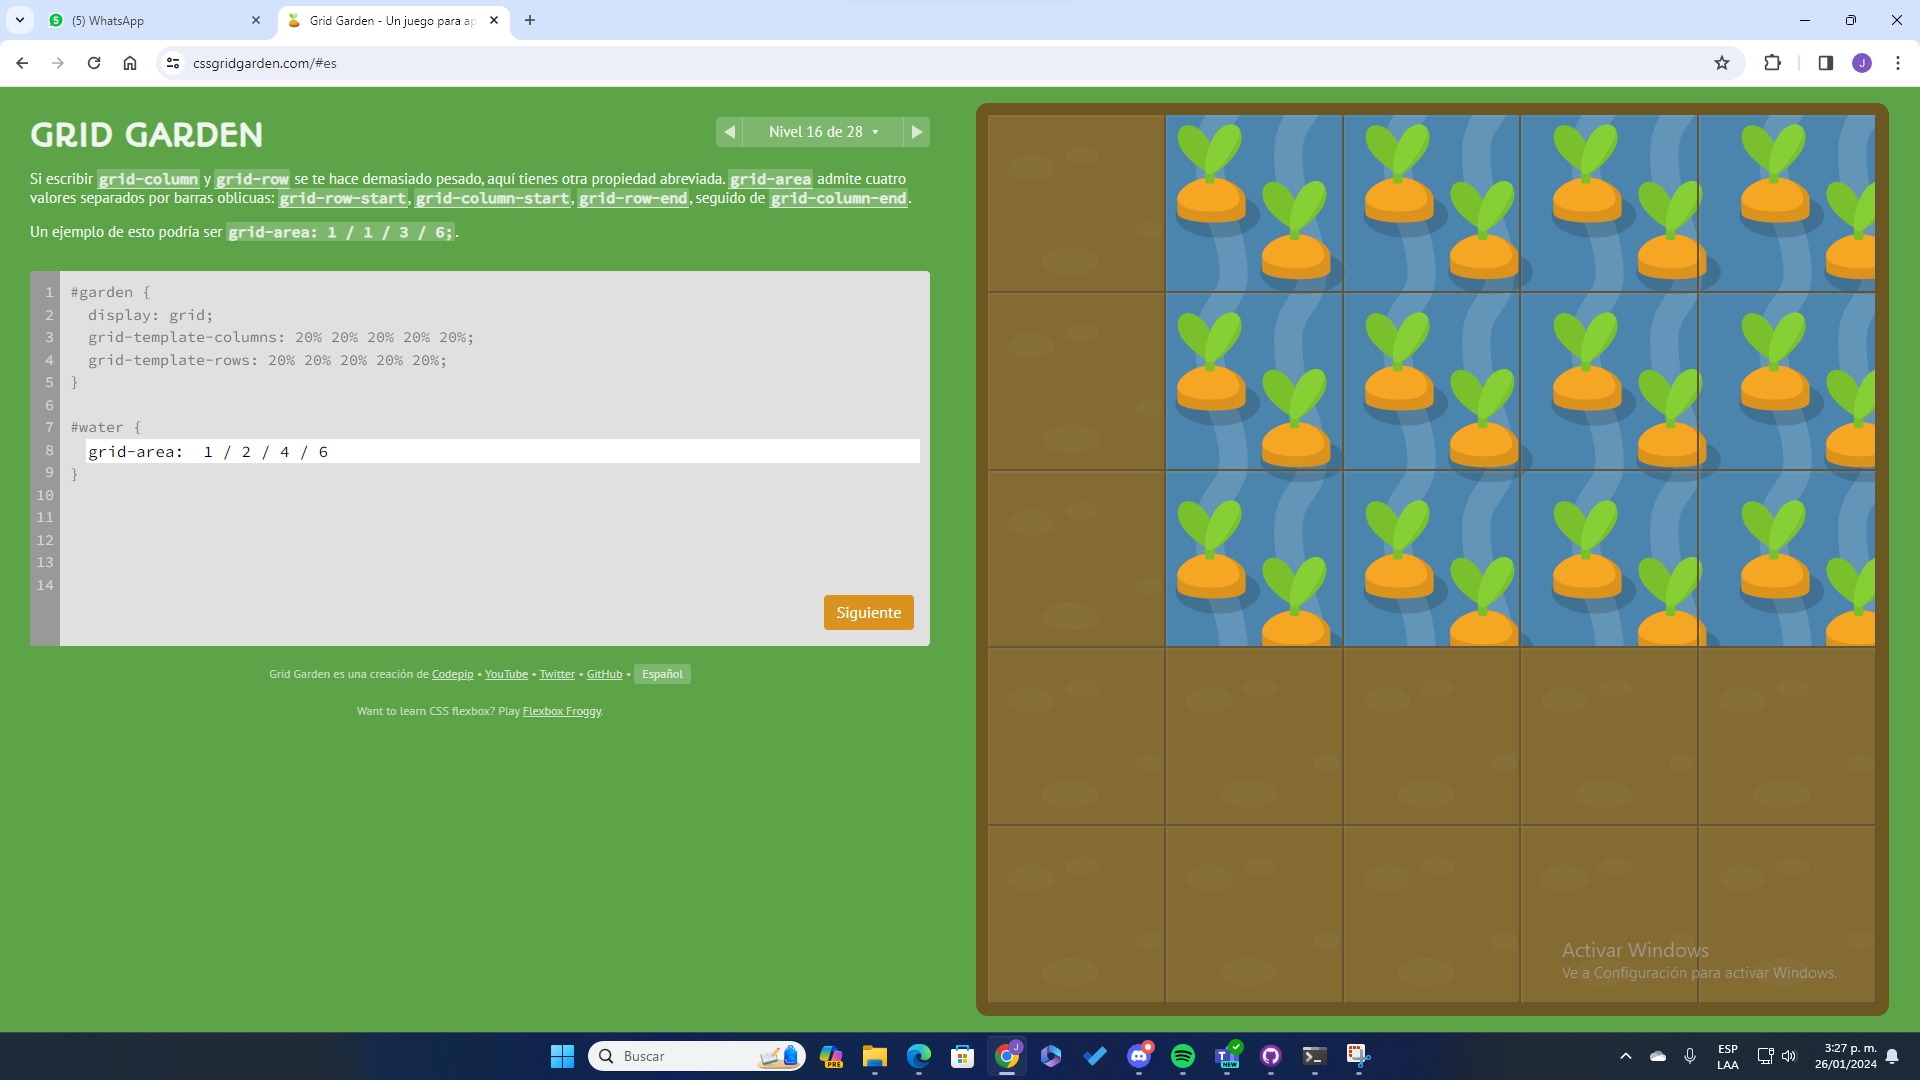 (5) WhatsApp
Grid Garden - Un juego para ap
cssgridgarden.com/#es
J
GRID GARDEN
Nivel 16 de 28
Si escribir grid-column y grid-row se te hace demasiado pesado, aquí tienes otra propiedad abreviada. grid-area admite cuatro
valores separados por barras oblicuas: grid-row-start, grid-column-start, grid-row-end, seguido de grid-column-end.
Un ejemplo de esto podría ser grid-area: 1 / 1 / 3 / 6;.
1 #garden {
2 display: grid;
3 grid-template-columns: 20% 20% 20% 20% 20%;
4 grid-template-rows: 20% 20% 20% 20% 20%;
5 }
6
7 #water {
8 grid-area:  1 / 2 / 4 / 6
9 }
10
11
12
13
14
Siguiente
Grid Garden es una creación de Codepip • YouTube • Twitter • GitHub • Español
Want to learn CSS flexbox? Play Flexbox Froggy.
Activar Windows
Ve a Configuración para activar Windows.
Buscar
PRE
J
NEW
ESP
LAA
3:27 p. m.
26/01/2024